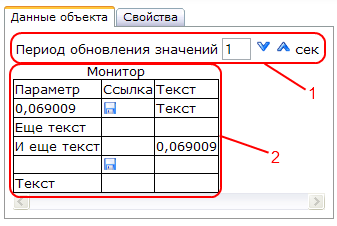 Данные объекта Свойства
Период обновления значений 1 сек
1
Монитор
Параметр Ссылка Текст
0,069009 Текст
Еще текст
И еще текст 0,069009
2
Текст